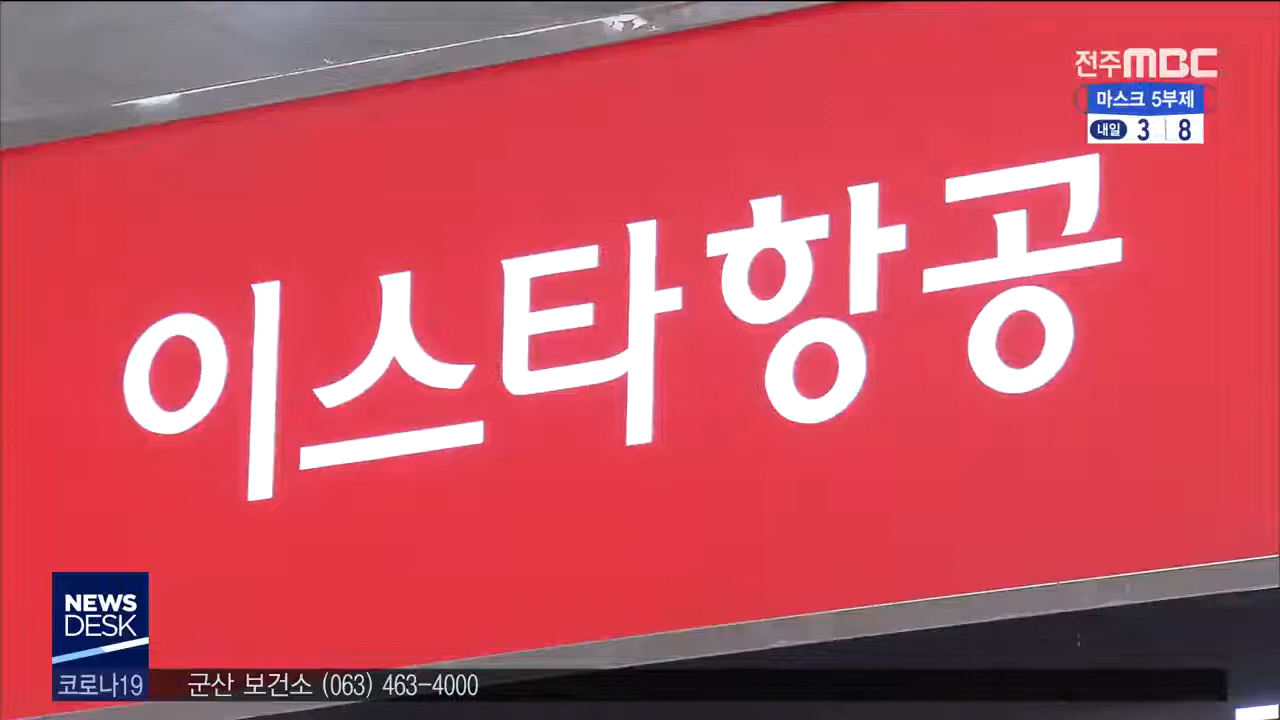 전주MBC
마스크 5부제
내일 3 8
이스타항공
NEWS
DESK
코로나19 군산 보건소 (063) 463-4000